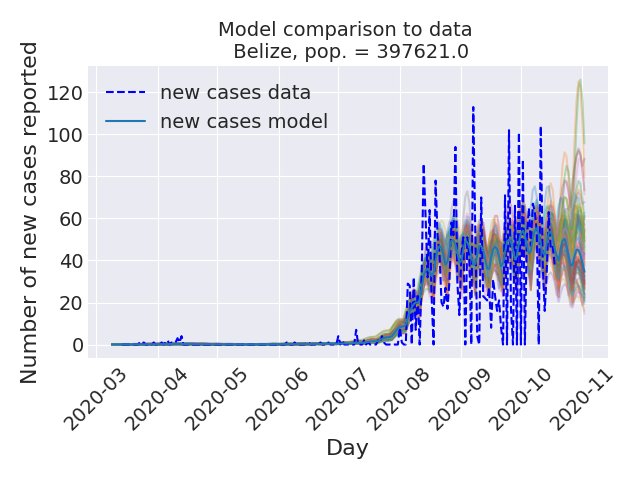 Model comparison to data
Belize, pop. = 397621.0
Number of new cases reported
120
100
80
60
40
20
0
new cases data
new cases model
2020-03
2020-04
2020-05
2020-06
2020-07
2020-08
2020-09
2020-10
2020-11
Day